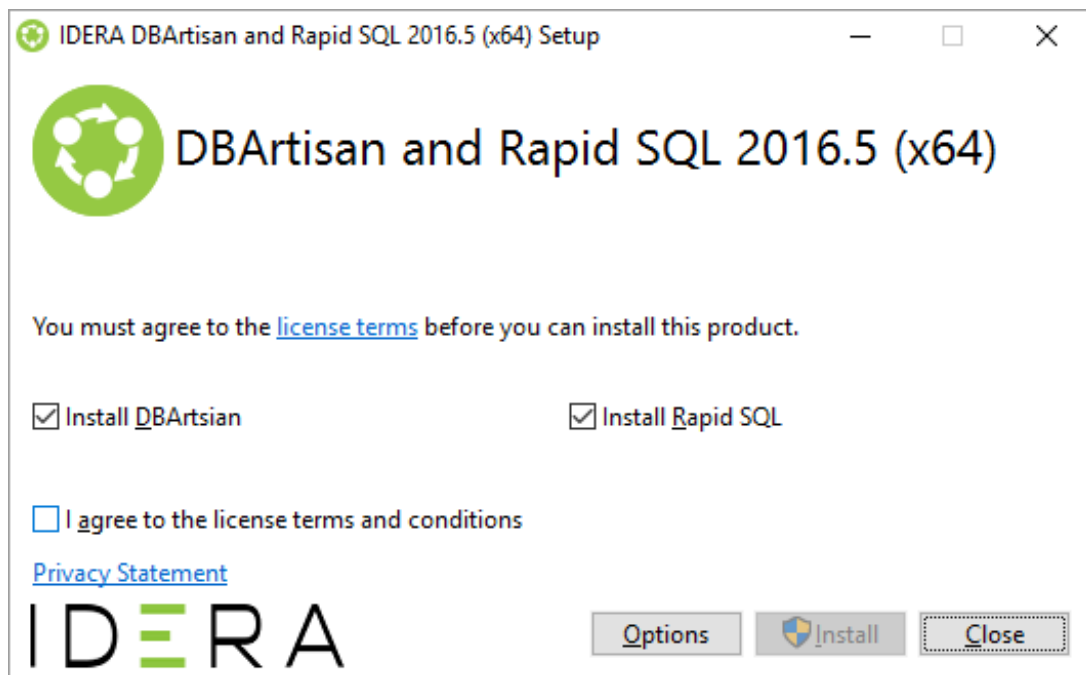 IDERA DBArtisan and Rapid SQL 2016.5 (x64) Setup
DBArtisan and Rapid SQL 2016.5 (x64)
You must agree to the license terms before you can install this product.
Install DBArtsian
Install Rapid SQL
I agree to the license terms and conditions
Privacy Statement
IDERA
Options
Install
Close